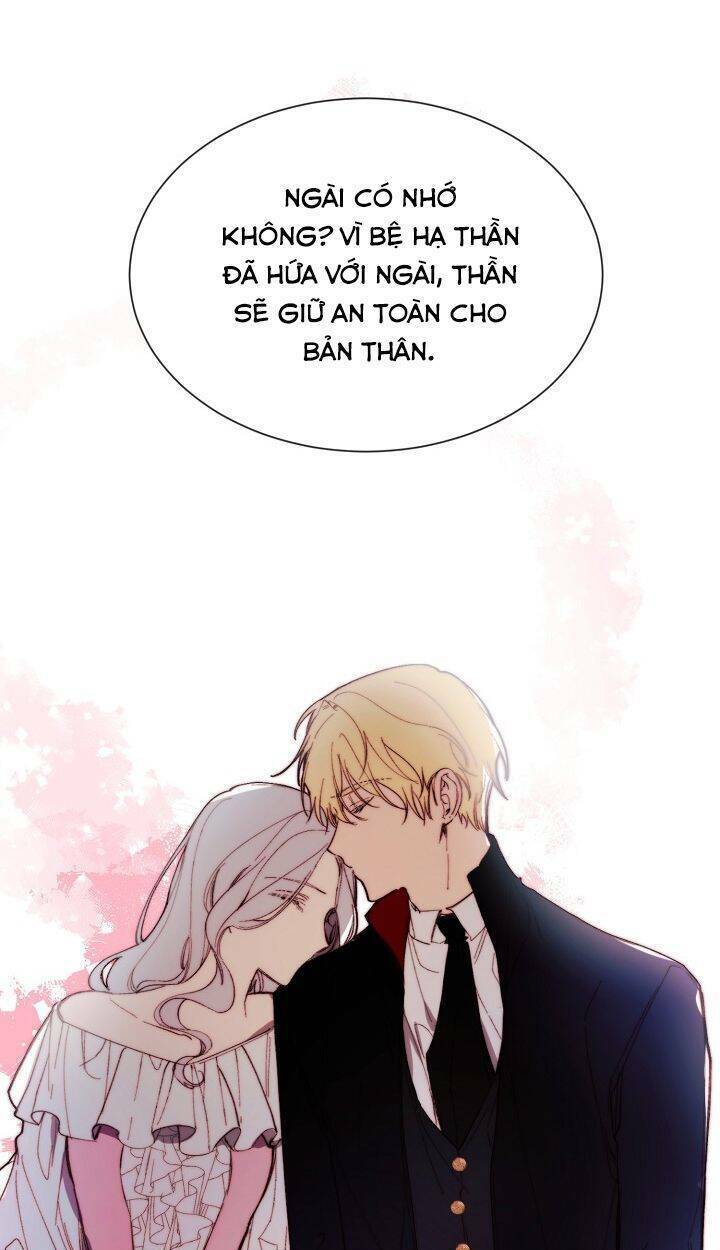 NGÀI CÓ NHỚ
KHÔNG? VÌ BỆ HẠ THẦN
ĐÃ HỨA VỚI NGÀI, THẦN
SẼ GIỮ AN TOÀN CHO
BẢN THÂN.